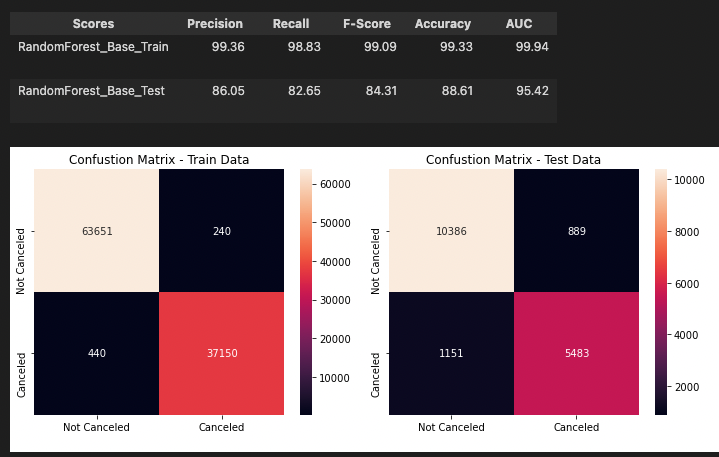 Scores Precision Recall F-Score Accuracy AUC
RandomForest_Base_Train 99.36 98.83 99.09 99.33 99.94
RandomForest_Base_Test 86.05 82.65 84.31 88.61 95.42
Confustion Matrix - Train Data
Not Canceled
Canceled
63651 240
440 37150
Not Canceled Canceled
60000
50000
40000
30000
20000
10000
Confustion Matrix - Test Data
Not Canceled
Canceled
10386 889
1151 5483
Not Canceled Canceled
10000
8000
6000
4000
2000